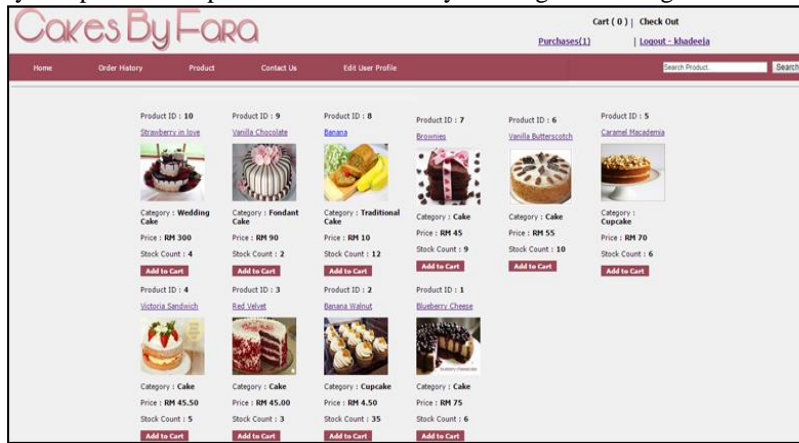 Cakes By Fara
Cart ( 0 ) | Check Out
Purchases(1) | Logout - khadeeja
Home Order History Product Contact Us Edit User Profile Search Product. Search
Product ID : 10
Strawberry in love
Category : Wedding
Cake
Price : RM 300
Stock Count : 4
Add to Cart
Product ID : 9
Vanilla Chocolate
Category : Fondant
Cake
Price : RM 90
Stock Count : 2
Add to Cart
Product ID : 8
Banana
Category : Traditional
Cake
Price : RM 10
Stock Count : 12
Add to Cart
Product ID : 7
Brownies
Category : Cake
Price : RM 45
Stock Count : 9
Add to Cart
Product ID : 6
Vanilla Butterscotch
Category : Cake
Price : RM 55
Stock Count : 10
Add to Cart
Product ID : 5
Caramel Macademia
Category :
Cupcake
Price : RM 70
Stock Count : 6
Add to Cart
Product ID : 4
Victoria Sandwich
Category : Cake
Price : RM 45.50
Stock Count : 5
Add to Cart
Product ID : 3
Red Velvet
Category : Cake
Price : RM 45.00
Stock Count : 3
Add to Cart
Product ID : 2
Banana Walnut
Category : Cupcake
Price : RM 4.50
Stock Count : 35
Add to Cart
Product ID : 1
Blueberry Cheese
Category : Cake
Price : RM 75
Stock Count : 6
Add to Cart